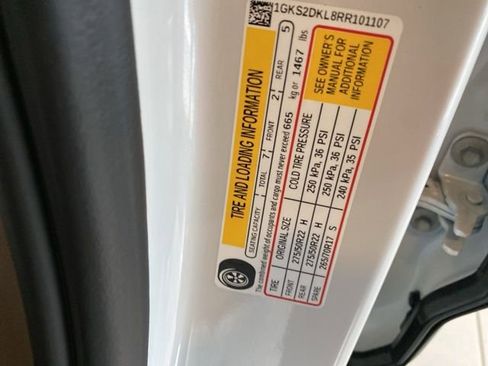 1GKS2DKL8RR101107
TIRE AND LOADING INFORMATION
SEATING CAPACITY TOTAL 7 FRONT 2 REAR 5
The combined weight of occupants and cargo must never exceed 665 kg or 1467 lbs
TIRE ORIGINAL SIZE COLD TIRE PRESSURE
FRONT 275/50R22 H 250 kPa, 36 PSI
REAR 275/50R22 H 250 kPa, 36 PSI
SPARE 265/70R17 S 240 kPa, 35 PSI
SEE OWNER'S
MANUAL FOR
ADDITIONAL
INFORMATION